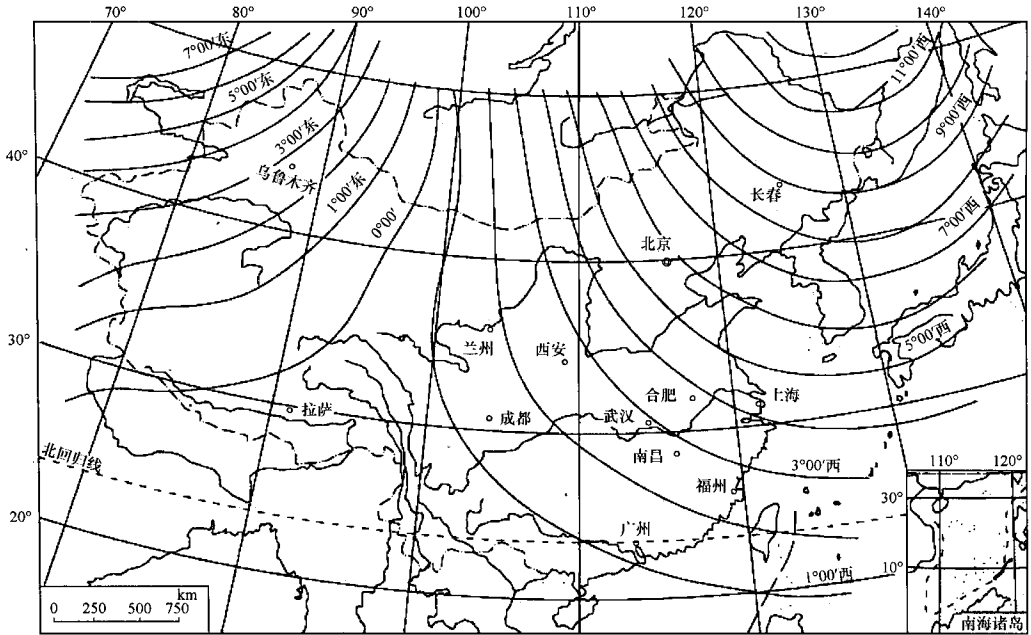 70° 80° 90° 100° 110° 120° 130° 140°
7°00′东
11°00′西
5°00′东
9°00′西
3°00′东
40°
乌鲁木齐
1°00′东
长春
0°00′
7°00′西
北京
30°
兰州
西安
5°00′西
合肥
上海
拉萨
成都
武汉
南昌
北回归线
3°00′西
福州
110° 120°
30°
20°
广州
10°
1°00′西
km
0 250 500 750
南海诸岛